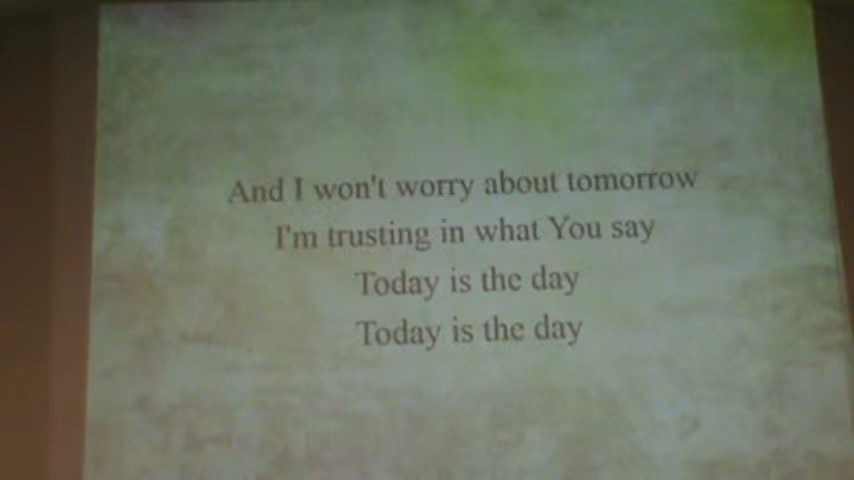 And I won't worry about tomorrow
I'm trusting in what You say
Today is the day
Today is the day